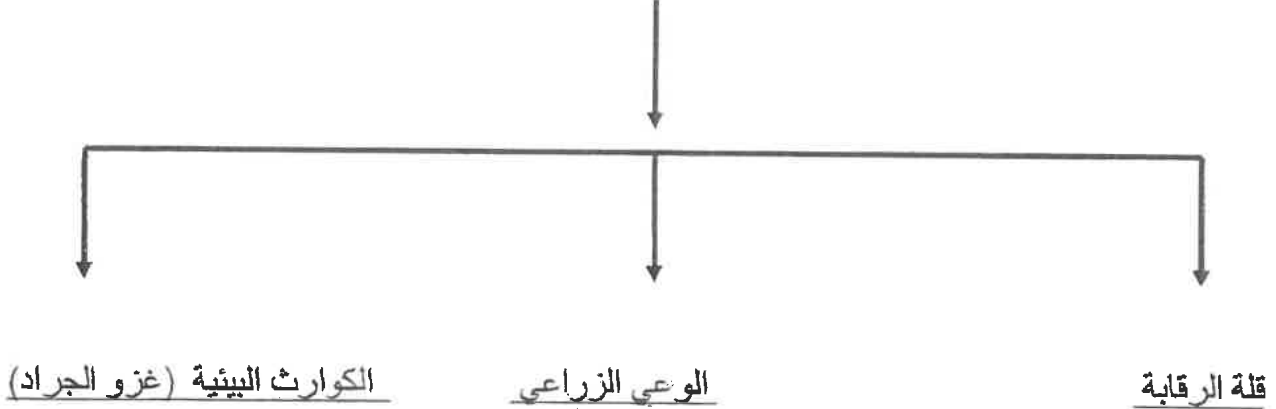 قلة الرقابة
الوعي الزراعي
الكوارث البيئية (غزو الجراد)